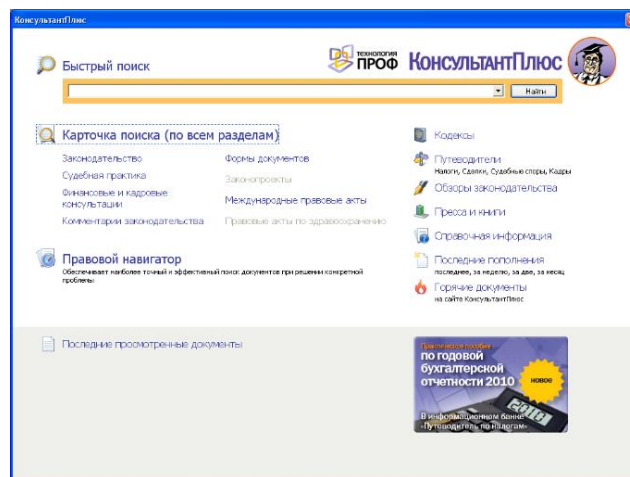 КонсультантПлюс
Быстрый поиск
технология
ПРОФ
КонсультантПлюс
Найти
Карточка поиска (по всем разделам)
Законодательство
Судебная практика
Финансовые и кадровые
консультации
Комментарии законодательства
Формы документов
Законопроекты
Международные правовые акты
Правовые акты по здравоохранению
Правовой навигатор
Обеспечивает наиболее точный и эффективный поиск документов при решении конкретной
проблемы
Кодексы
Путеводители
Налоги, Сделки, Судебные споры, Кадры
Обзоры законодательства
Пресса и книги
Справочная информация
Последние пополнения
последнее, за неделю, за две, за месяц
Горячие документы
на сайте КонсультантПлюс
Последние просмотренные документы
Практическое пособие
по годовой
бухгалтерской
отчетности 2010
новое
2010
В информационном банке
«Путеводитель по налогам»